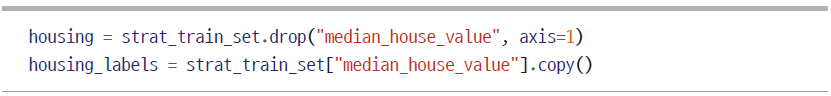 housing = strat_train_set.drop("median_house_value", axis=1)
housing_labels = strat_train_set["median_house_value"].copy()